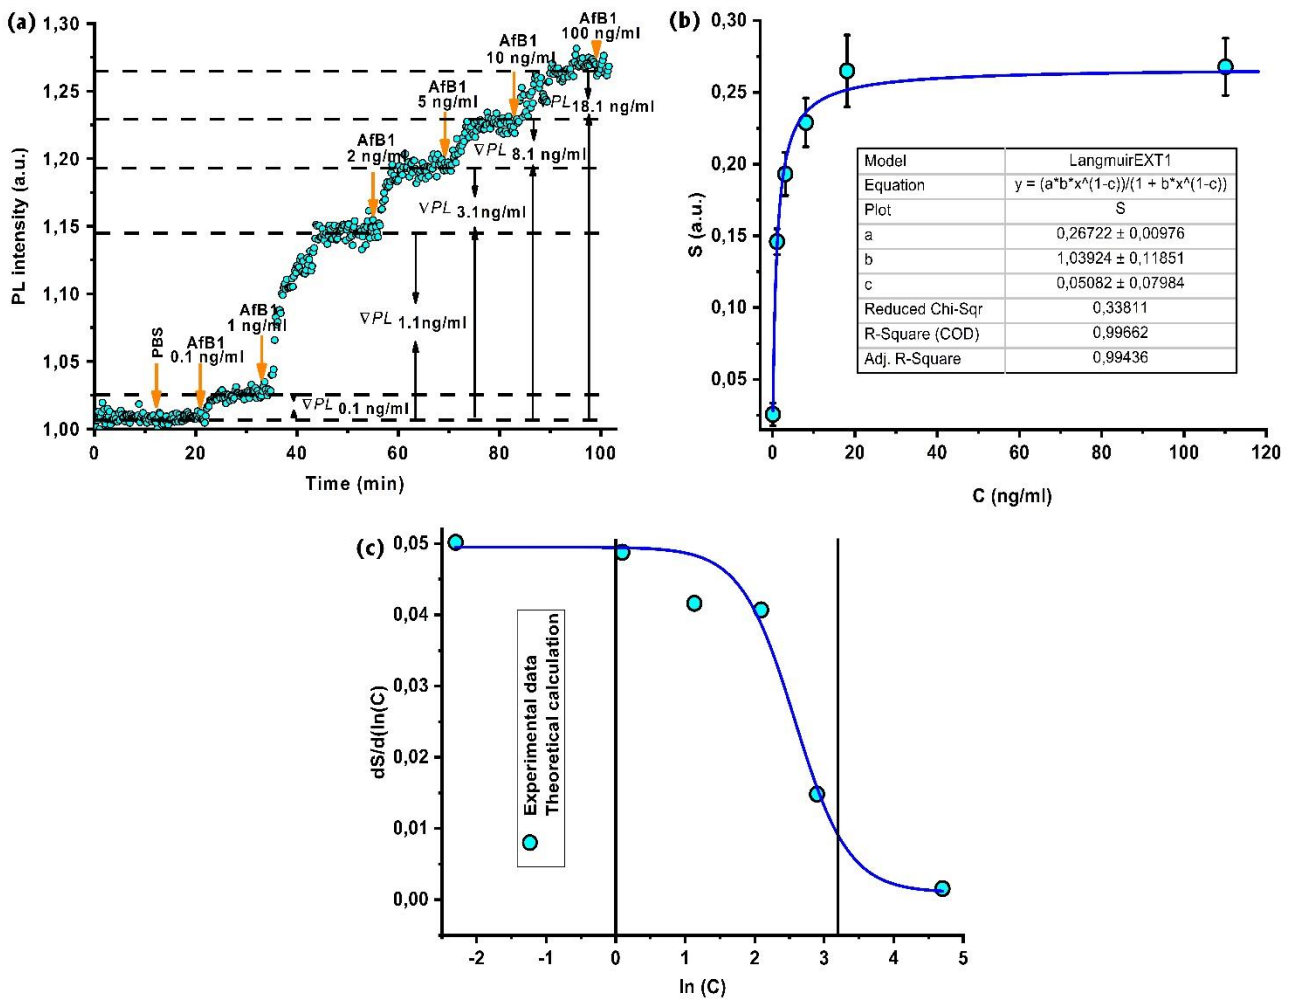 (a)
1,30
1,25
1,20
1,15
1,10
1,05
1,00
PL intensity (a.u.)
0
20
40
60
80
100
Time (min)
PBS
AfB1
0.1 ng/ml
AfB1
1 ng/ml
AfB1
2 ng/ml
AfB1
5 ng/ml
AfB1
10 ng/ml
AfB1
100 ng/ml
∇PL 0.1 ng/ml
∇PL 1.1ng/ml
∇PL 3.1ng/ml
∇PL 8.1 ng/ml
PL 18.1 ng/ml
(b)
0,30
0,25
0,20
0,15
0,10
0,05
S (a.u.)
0
20
40
60
80
100
120
C (ng/ml)
Model LangmuirEXT1
Equation y = (a*b*x^(1-c))/(1 + b*x^(1-c))
Plot S
a 0,26722 ± 0,00976
b 1,03924 ± 0,11851
c 0,05082 ± 0,07984
Reduced Chi-Sqr 0,33811
R-Square (COD) 0,99662
Adj. R-Square 0,99436
(c)
0,05
0,04
0,03
0,02
0,01
0,00
dS/d(ln(C)
-2
-1
0
1
2
3
4
5
ln (C)
Experimental data
Theoretical calculation